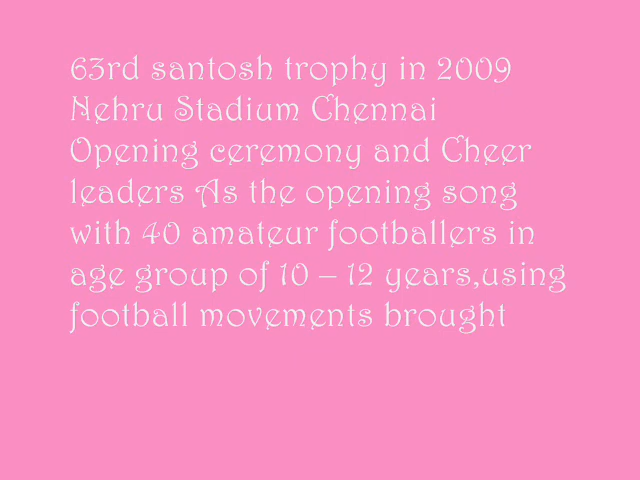 63rd santosh trophy in 2009
Nehru Stadium Chennai
Opening ceremony and Cheer
leaders As the opening song
with 40 amateur footballers in
age group of 10 – 12 years,using
football movements brought